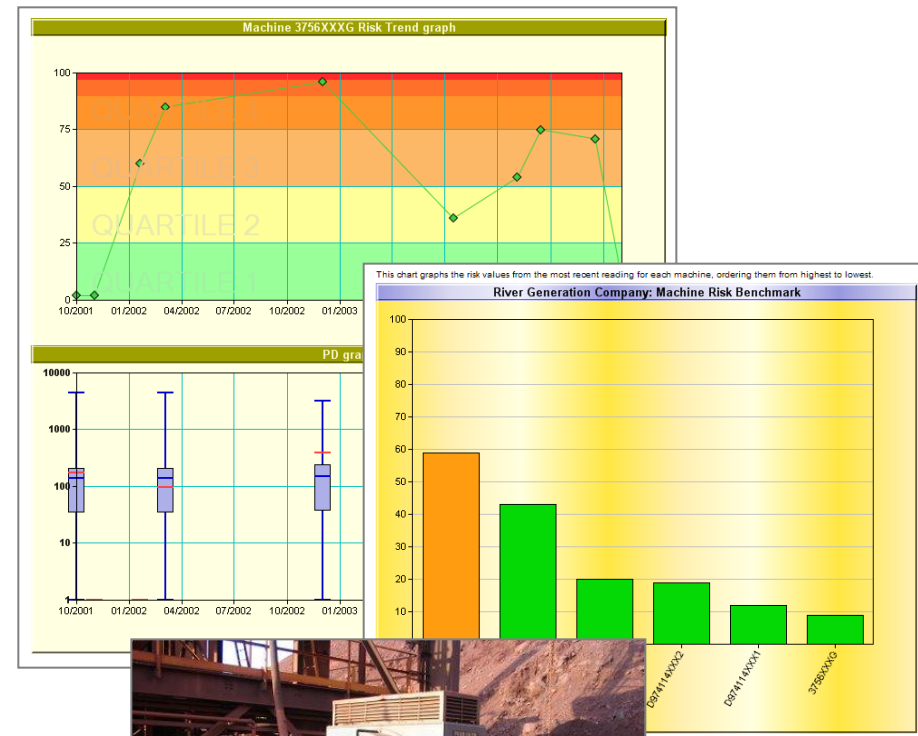 Machine 3756XXXG Risk Trend graph
100
75
50
25
0
QUARTILE 4
QUARTILE 3
QUARTILE 2
QUARTILE 1
10/2001 01/2002 04/2002 07/2002 10/2002 01/2003
This chart graphs the risk values from the most recent reading for each machine, ordering them from highest to lowest.
River Generation Company: Machine Risk Benchmark
100
90
80
70
60
50
40
30
20
10
D974114XXX2
D974114XXX1
3756XXXG
PD gra
10000
1000
100
10
1
10/2001 01/2002 04/2002 07/2002 10/2002 01/2003